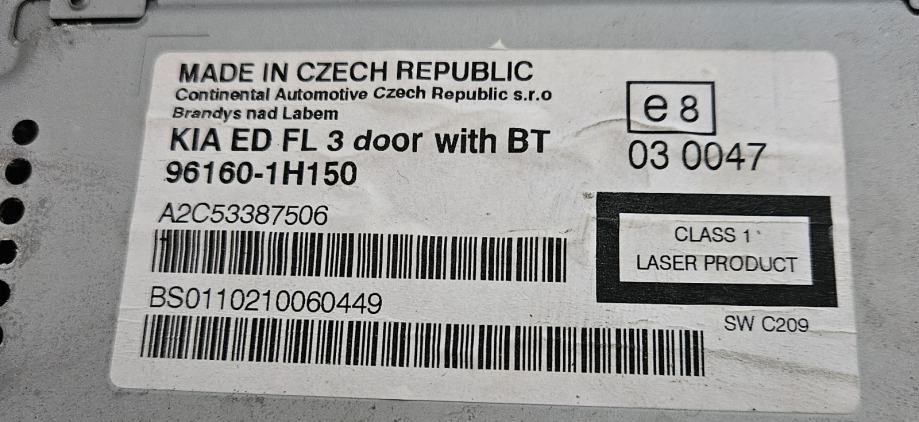 MADE IN CZECH REPUBLIC
Continental Automotive Czech Republic s.r.o
Brandys nad Labem
KIA ED FL 3 door with BT
96160-1H150
A2C53387506
BS0110210060449
e8
03 0047
CLASS 1
LASER PRODUCT
SW C209